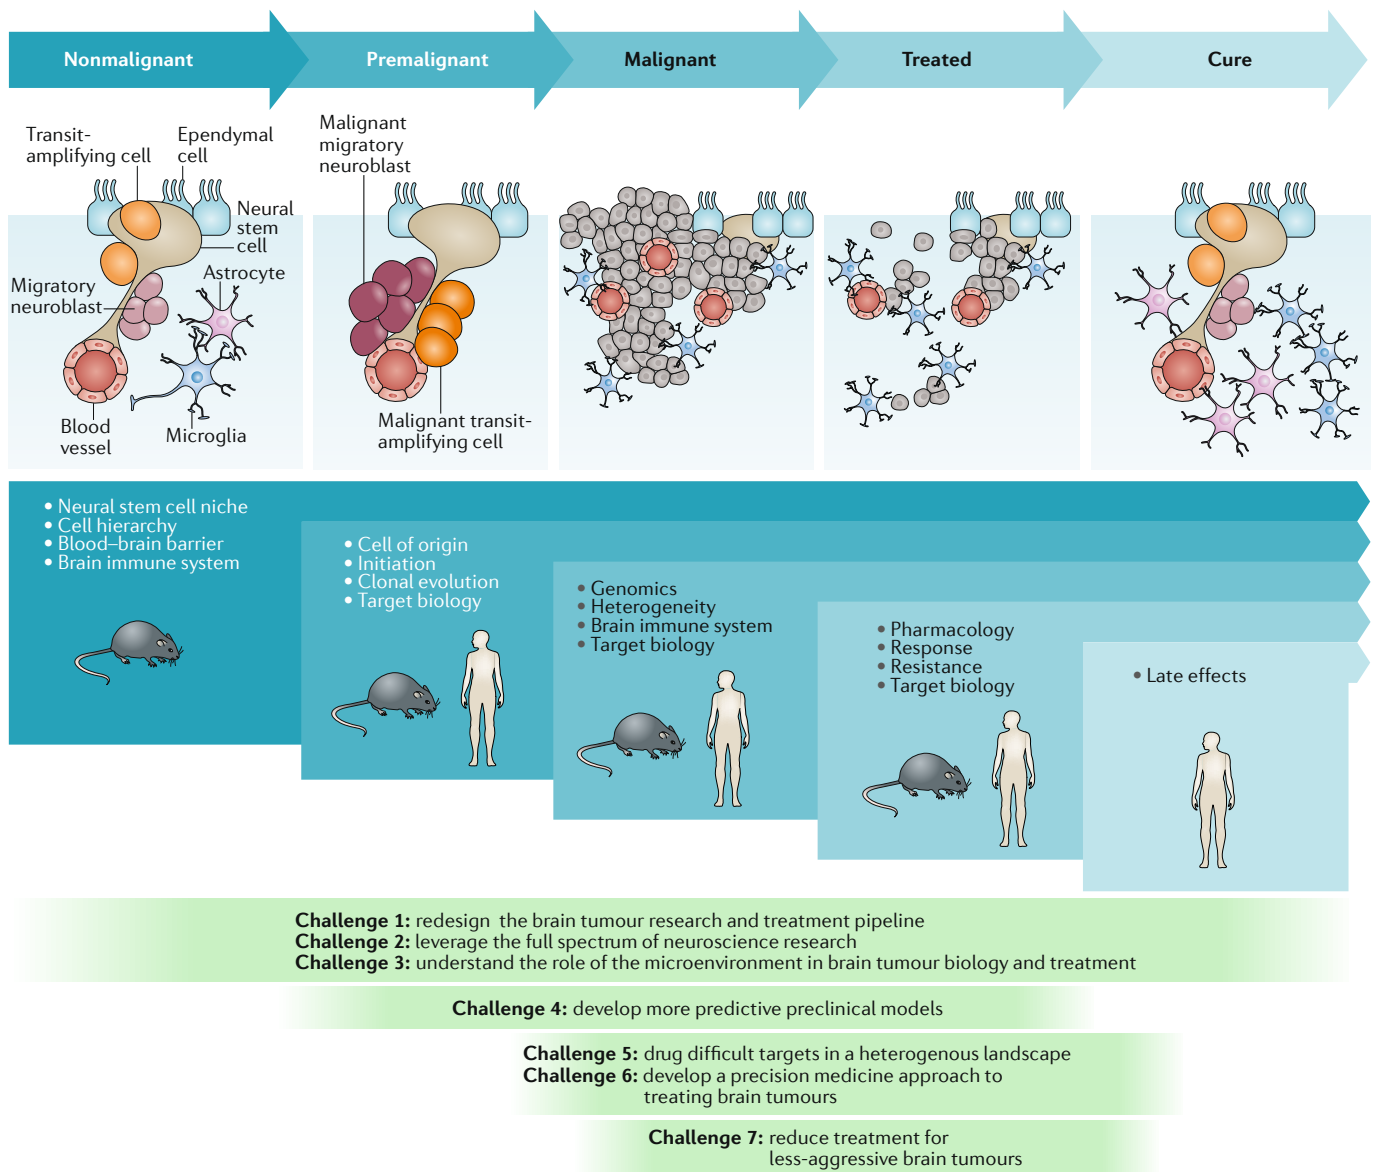 Nonmalignant
Premalignant
Malignant
Treated
Cure
Transit-
amplifying cell
Ependymal
cell
Neural
stem
cell
Astrocyte
Migratory
neuroblast
Blood
vessel
Microglia
Malignant
migratory
neuroblast
Malignant transit-
amplifying cell
• Neural stem cell niche
• Cell hierarchy
• Blood–brain barrier
• Brain immune system
• Cell of origin
• Initiation
• Clonal evolution
• Target biology
• Genomics
• Heterogeneity
• Brain immune system
• Target biology
• Pharmacology
• Response
• Resistance
• Target biology
• Late effects
Challenge 1: redesign the brain tumour research and treatment pipeline
Challenge 2: leverage the full spectrum of neuroscience research
Challenge 3: understand the role of the microenvironment in brain tumour biology and treatment
Challenge 4: develop more predictive preclinical models
Challenge 5: drug difficult targets in a heterogenous landscape
Challenge 6: develop a precision medicine approach to
treating brain tumours
Challenge 7: reduce treatment for
less-aggressive brain tumours